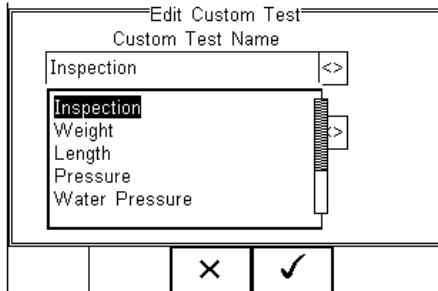 Edit Custom Test
Custom Test Name
Inspection <>
Inspection
Weight
Length
Pressure
Water Pressure